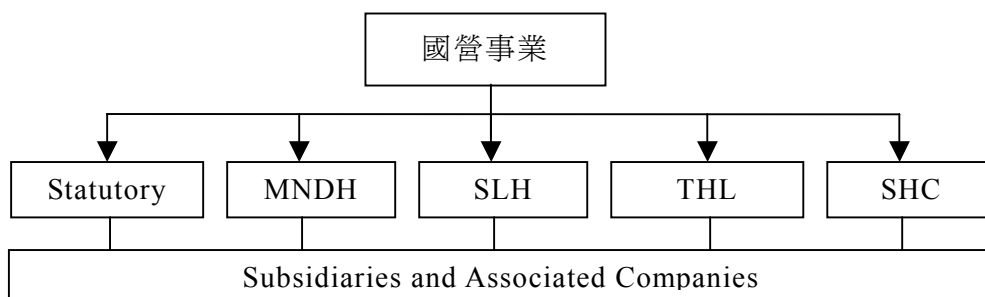 國營事業
Statutory
MNDH
SLH
THL
SHC
Subsidiaries and Associated Companies